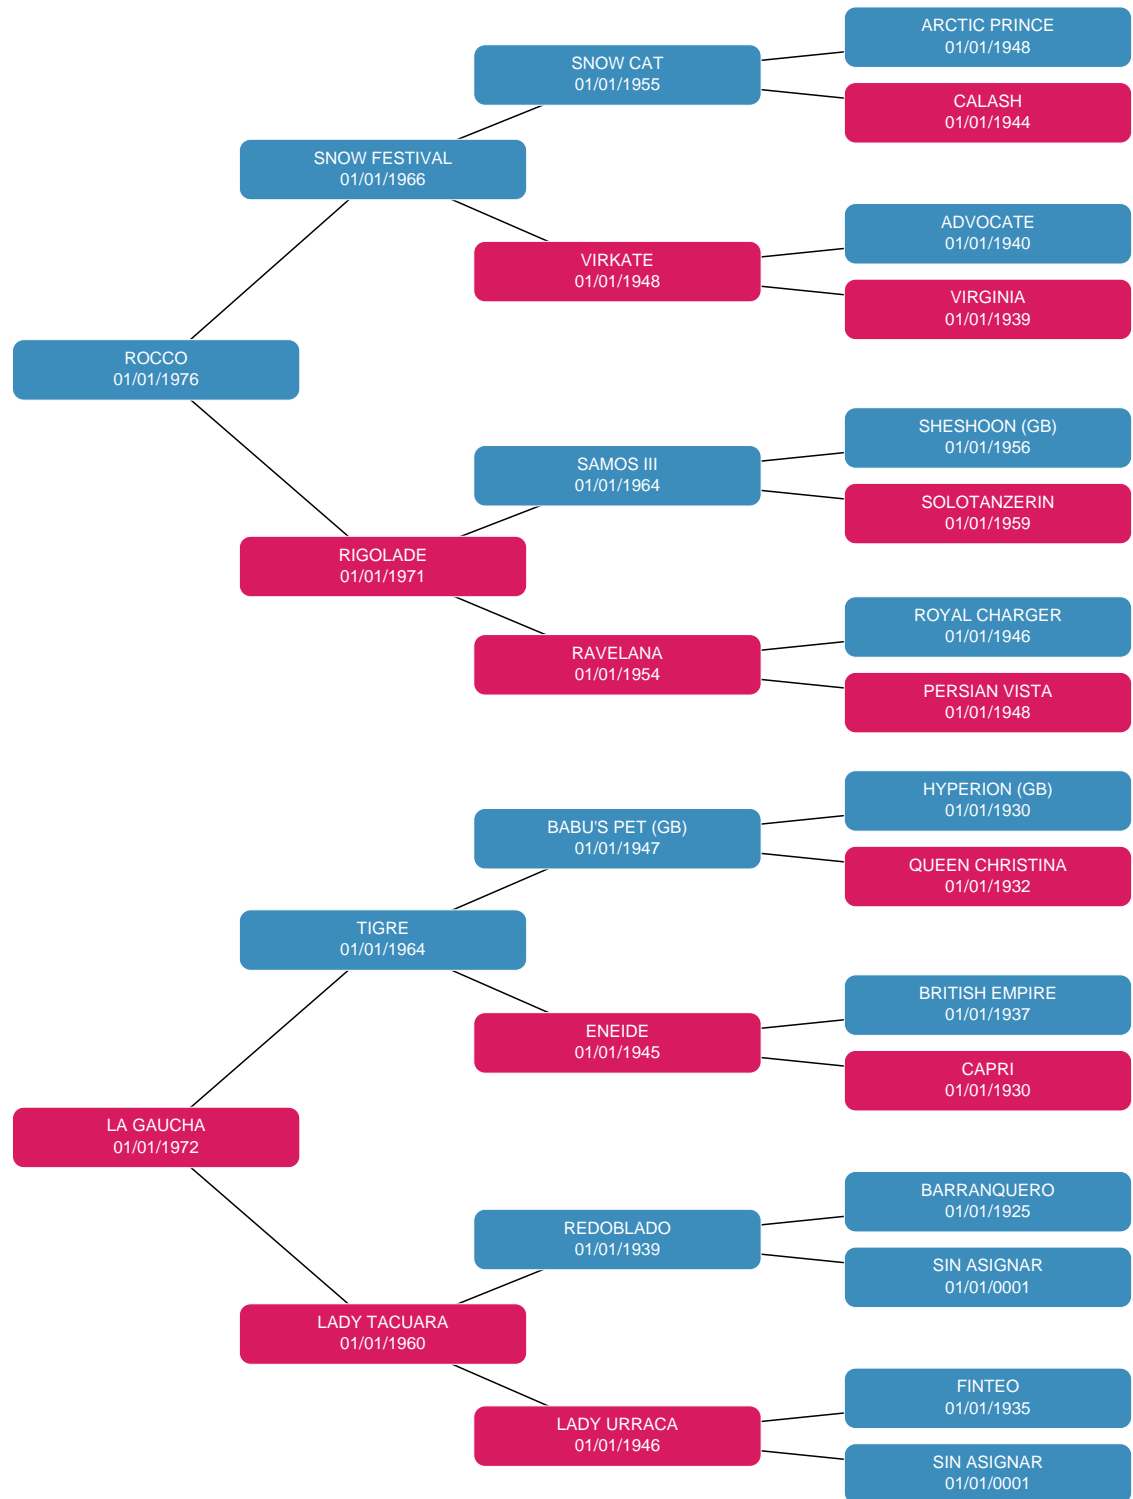 ARCTIC PRINCE
01/01/1948
SNOW CAT
01/01/1955
CALASH
01/01/1944
SNOW FESTIVAL
01/01/1966
ADVOCATE
01/01/1940
VIRKATE
01/01/1948
VIRGINIA
01/01/1939
ROCCO
01/01/1976
SHESHOON (GB)
01/01/1956
SAMOS III
01/01/1964
SOLOTANZERIN
01/01/1959
RIGOLADE
01/01/1971
ROYAL CHARGER
01/01/1946
RAVELANA
01/01/1954
PERSIAN VISTA
01/01/1948
HYPERION (GB)
01/01/1930
BABU'S PET (GB)
01/01/1947
QUEEN CHRISTINA
01/01/1932
TIGRE
01/01/1964
BRITISH EMPIRE
01/01/1937
ENEIDE
01/01/1945
CAPRI
01/01/1930
LA GAUCHA
01/01/1972
BARRANQUERO
01/01/1925
REDOBLADO
01/01/1939
SIN ASIGNAR
01/01/0001
LADY TACUARA
01/01/1960
FINTEO
01/01/1935
LADY URRACA
01/01/1946
SIN ASIGNAR
01/01/0001